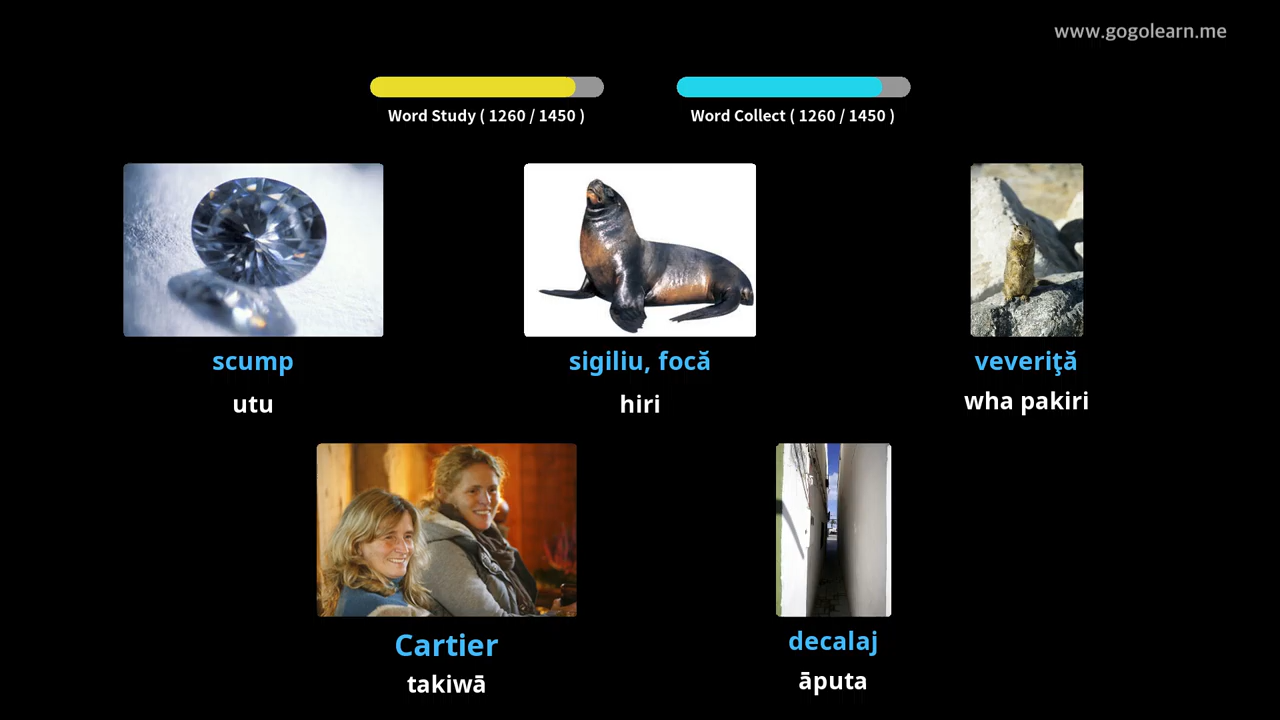 www.gogolearn.me
Word Study ( 1260 / 1450 )
Word Collect ( 1260 / 1450 )
scump
utu
sigiliu, focă
hiri
veveriţă
wha pakiri
Cartier
takiwā
decalaj
āputa